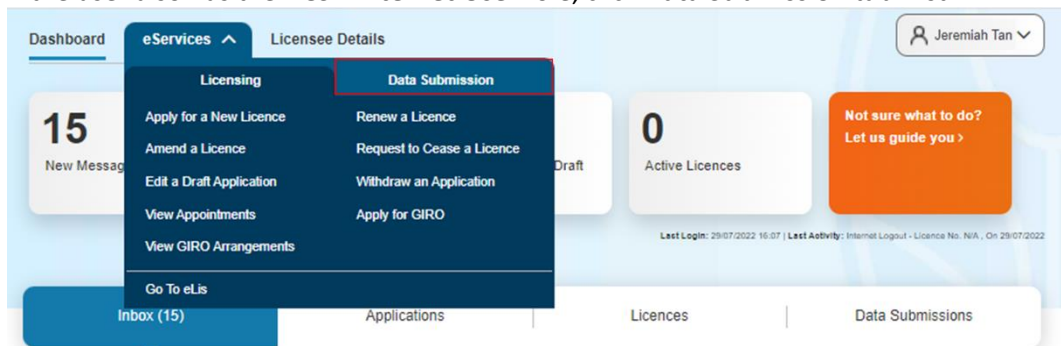 Dashboard
eServices
Licensee Details
Jeremiah Tan
Licensing
Data Submission
Apply for a New Licence
Renew a Licence
Amend a Licence
Request to Cease a Licence
Edit a Draft Application
Withdraw an Application
View Appointments
Apply for GIRO
View GIRO Arrangements
Go To eLis
15
New Messag
Draft
0
Active Licences
Not sure what to do?
Let us guide you >
Last Login: 29/07/2022 16:07 | Last Activity: Internet Logout - Licence No. N/A , On 29/07/2022
Inbox (15)
Applications
Licences
Data Submissions